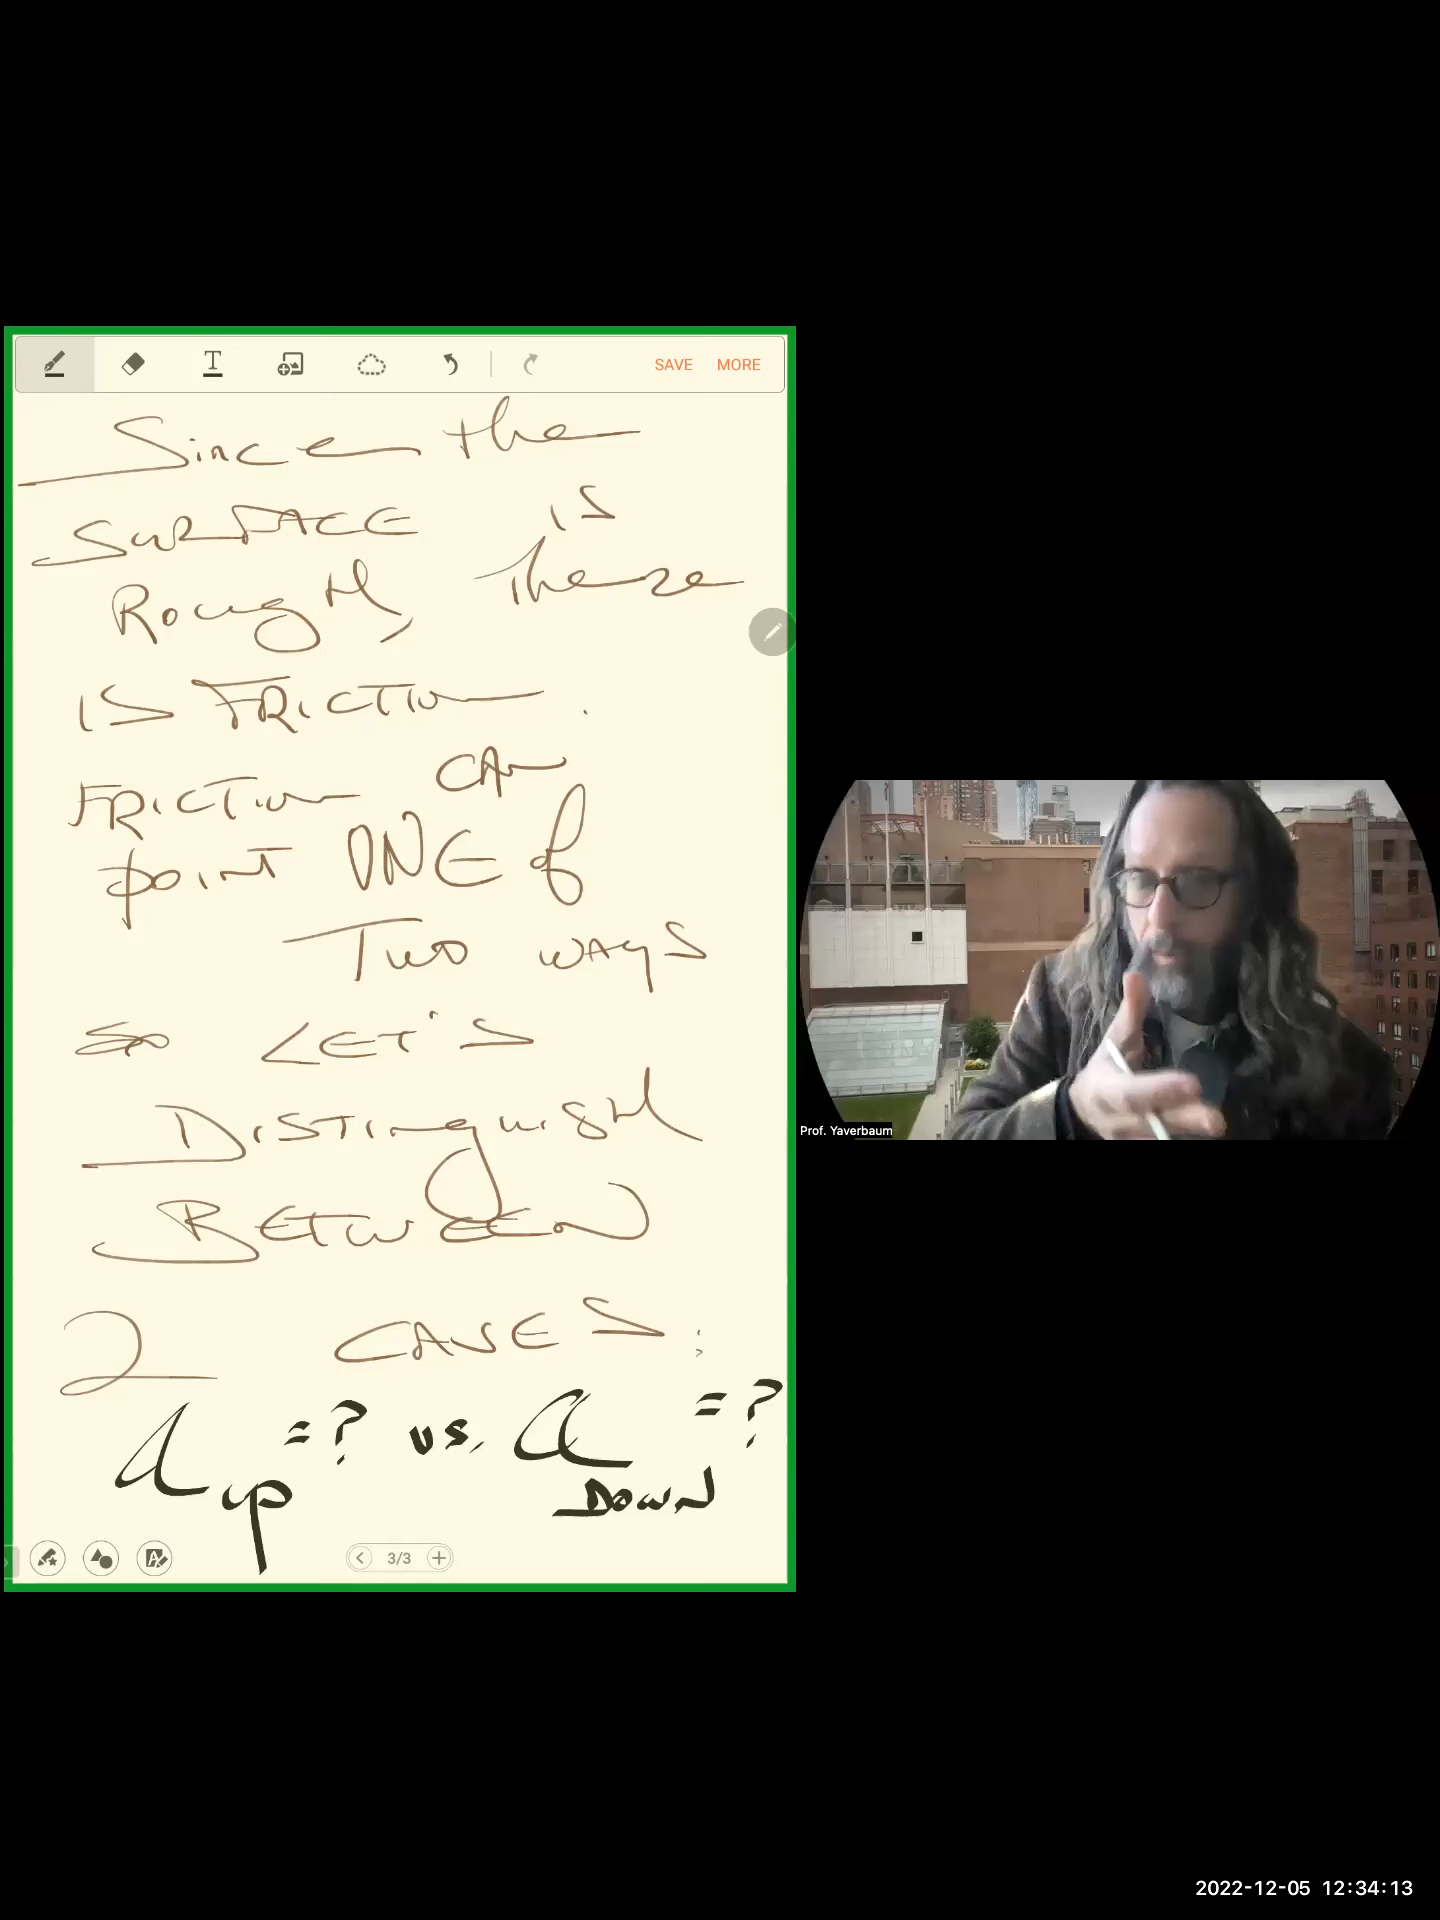 T
SAVE MORE
Since the
SURFACE is
RougH, there
IS FRICTION.
FRICTION CAN
point ONE of
Two ways
so LET'S
DISTINguisH
BETWEEN
2 CASES:
a up =? vs. a DOWN =?
3/3
Prof. Yaverbaum
2022-12-05 12:34:13